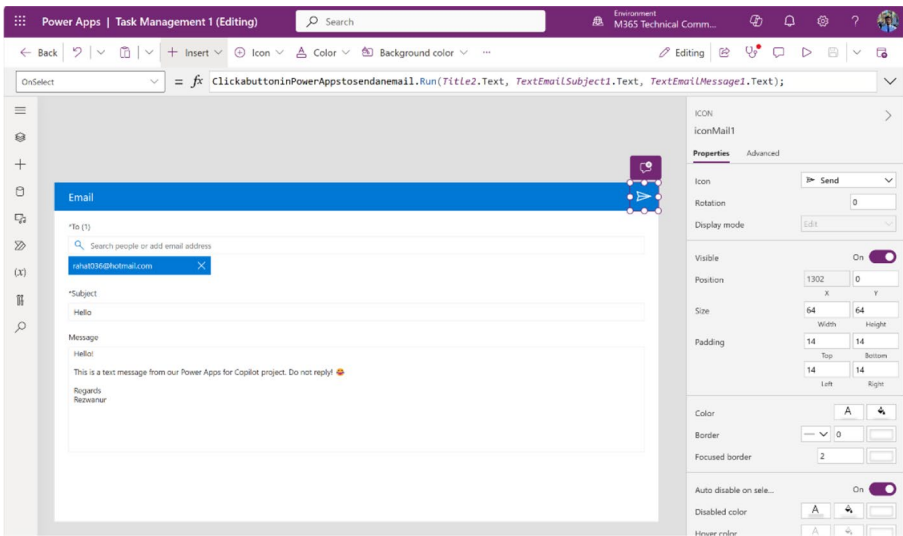 Power Apps | Task Management 1 (Editing)
Search
Environment
M365 Technical Comm...
?
← Back
+ Insert
Icon
A Color
Background color
...
Editing
OnSelect
= fx ClickabuttoninPowerAppstosendanemail.Run(Title2.Text, TextEmailSubject1.Text, TextEmailMessage1.Text);
ICON
iconMail1
Properties Advanced
Icon Send
Rotation 0
Display mode Edit
Visible On
Position 1302 0
X Y
Size 64 64
Width Height
Padding 14 14
Top Bottom
14 14
Left Right
Color A
Border 0
Focused border 2
Auto disable on sele... On
Disabled color A
Hover color A
(x)
Email
*To (1)
Search people or add email address
rahat036@hotmail.com
*Subject
Hello
Message
Hello!
This is a text message from our Power Apps for Copilot project. Do not reply! 🤩
Regards
Rezwanur